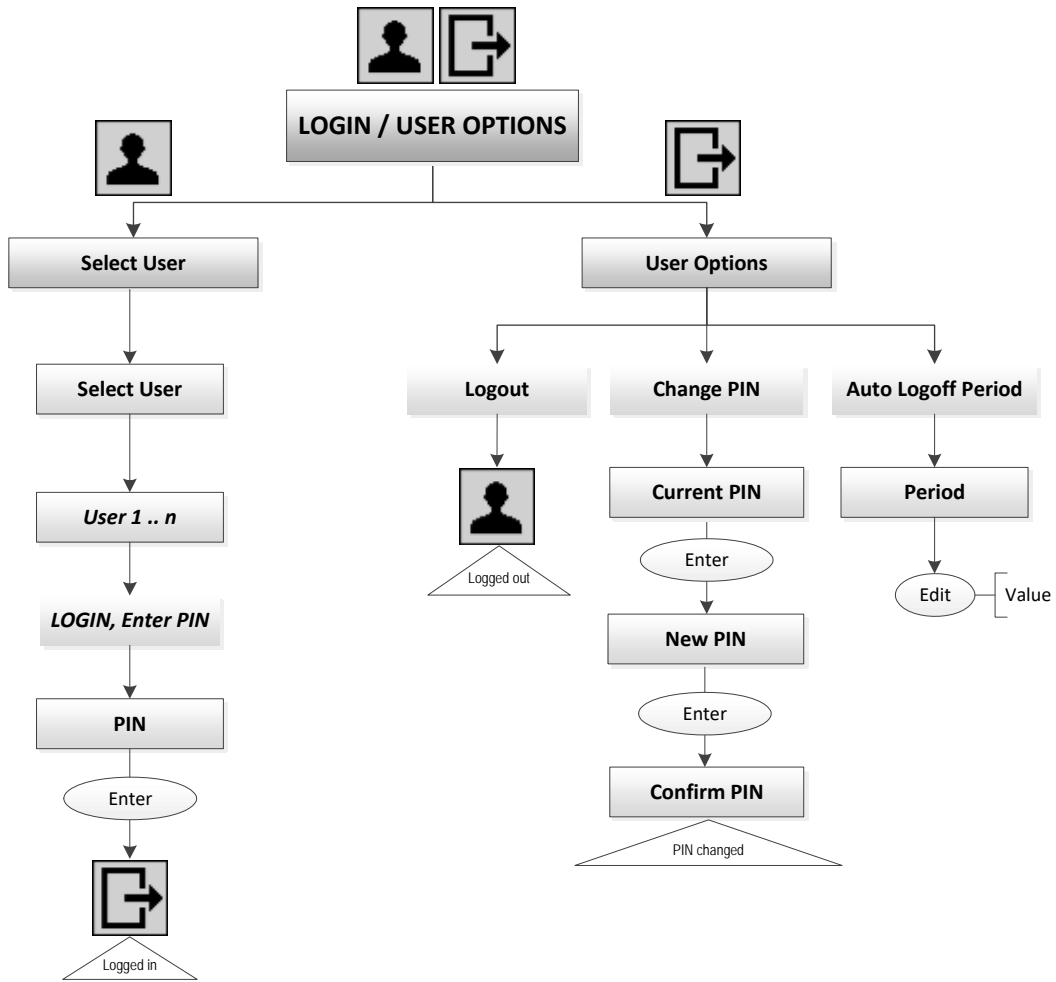 LOGIN / USER OPTIONS
Select User
User Options
Select User
Logout
Change PIN
Auto Logoff Period
User 1 .. n
Current PIN
Period
Logged out
Enter
Edit
Value
LOGIN, Enter PIN
New PIN
PIN
Enter
Enter
Confirm PIN
PIN changed
Logged in